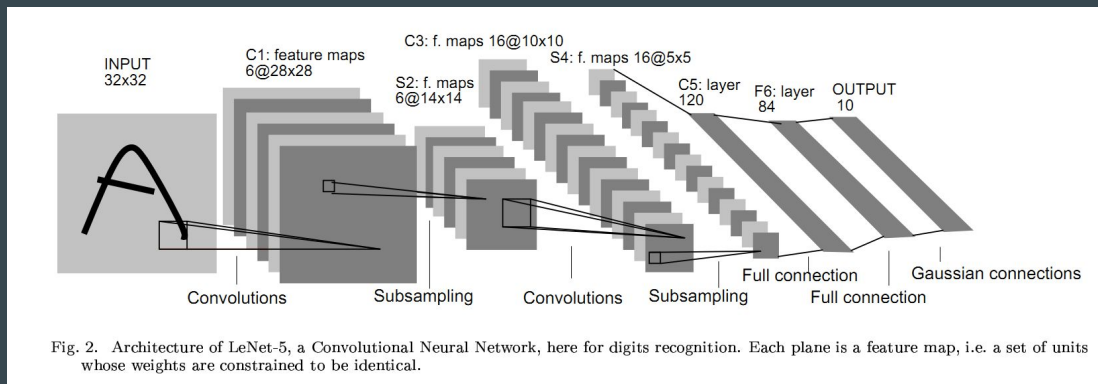 INPUT
32x32
C1: feature maps
6@28x28
S2: f. maps
6@14x14
C3: f. maps 16@10x10
S4: f. maps 16@5x5
C5: layer
120
F6: layer
84
OUTPUT
10
Convolutions
Subsampling
Convolutions
Subsampling
Full connection
Full connection
Gaussian connections
Fig. 2. Architecture of LeNet-5, a Convolutional Neural Network, here for digits recognition. Each plane is a feature map, i.e. a set of units
whose weights are constrained to be identical.